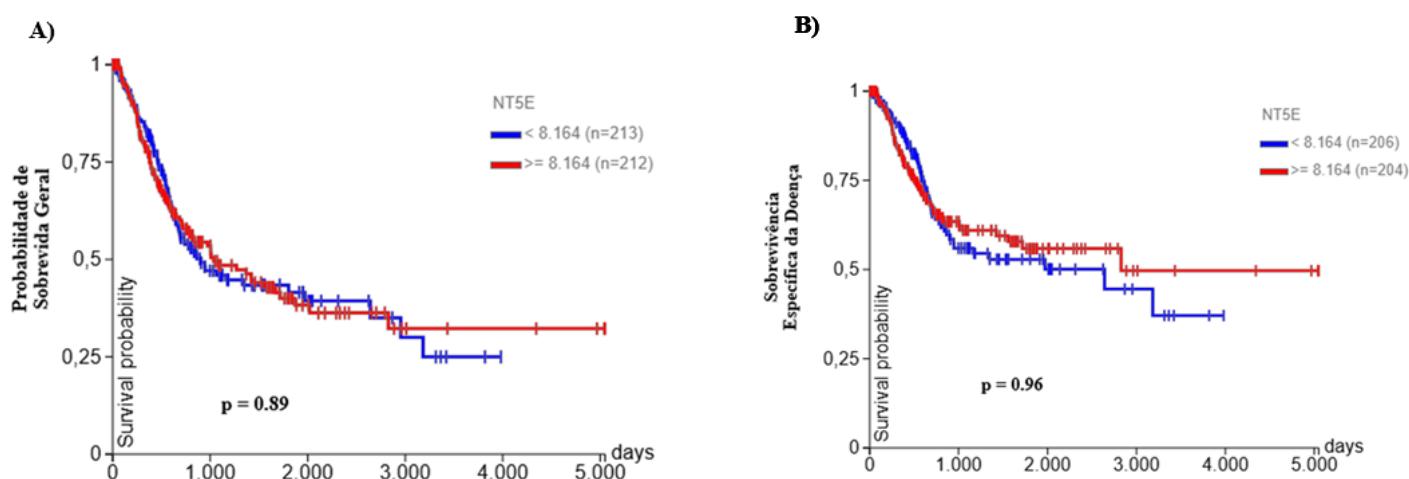 A)
Probabilidade de
Sobrevida Geral
Survival probability
1
0,75
0,5
0,25
0
NT5E
< 8.164 (n=213)
>= 8.164 (n=212)
p = 0.89
0
1.000
2.000
3.000
4.000
5.000
days
B)
Sobrevivência
Específica da Doença
Survival probability
1
0,75
0,5
0,25
0
NT5E
< 8.164 (n=206)
>= 8.164 (n=204)
p = 0.96
0
1.000
2.000
3.000
4.000
5.000
days